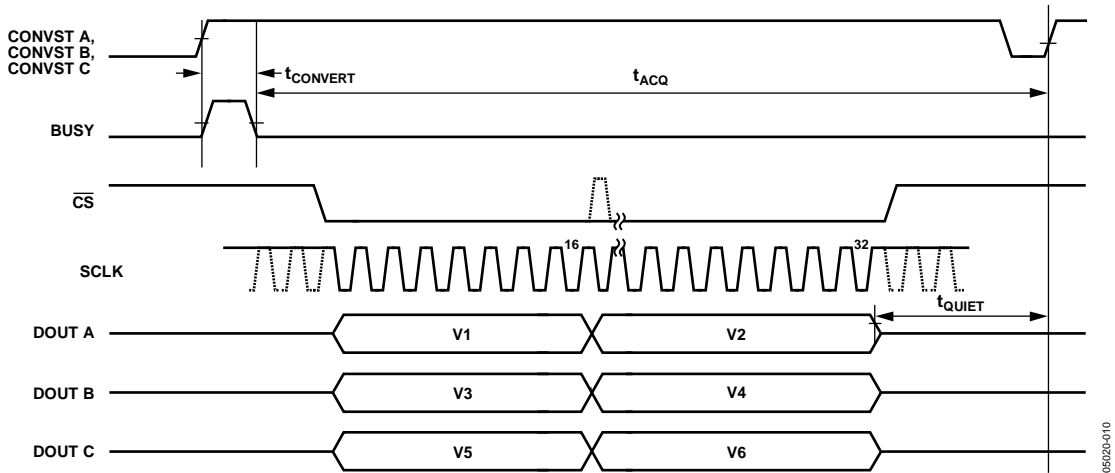 CONVST A,
CONVST B,
CONVST C
tCONVERT
tACQ
BUSY
CS
16
32
SCLK
tQUIET
DOUT A
V1
V2
DOUT B
V3
V4
DOUT C
V5
V6
05020-010